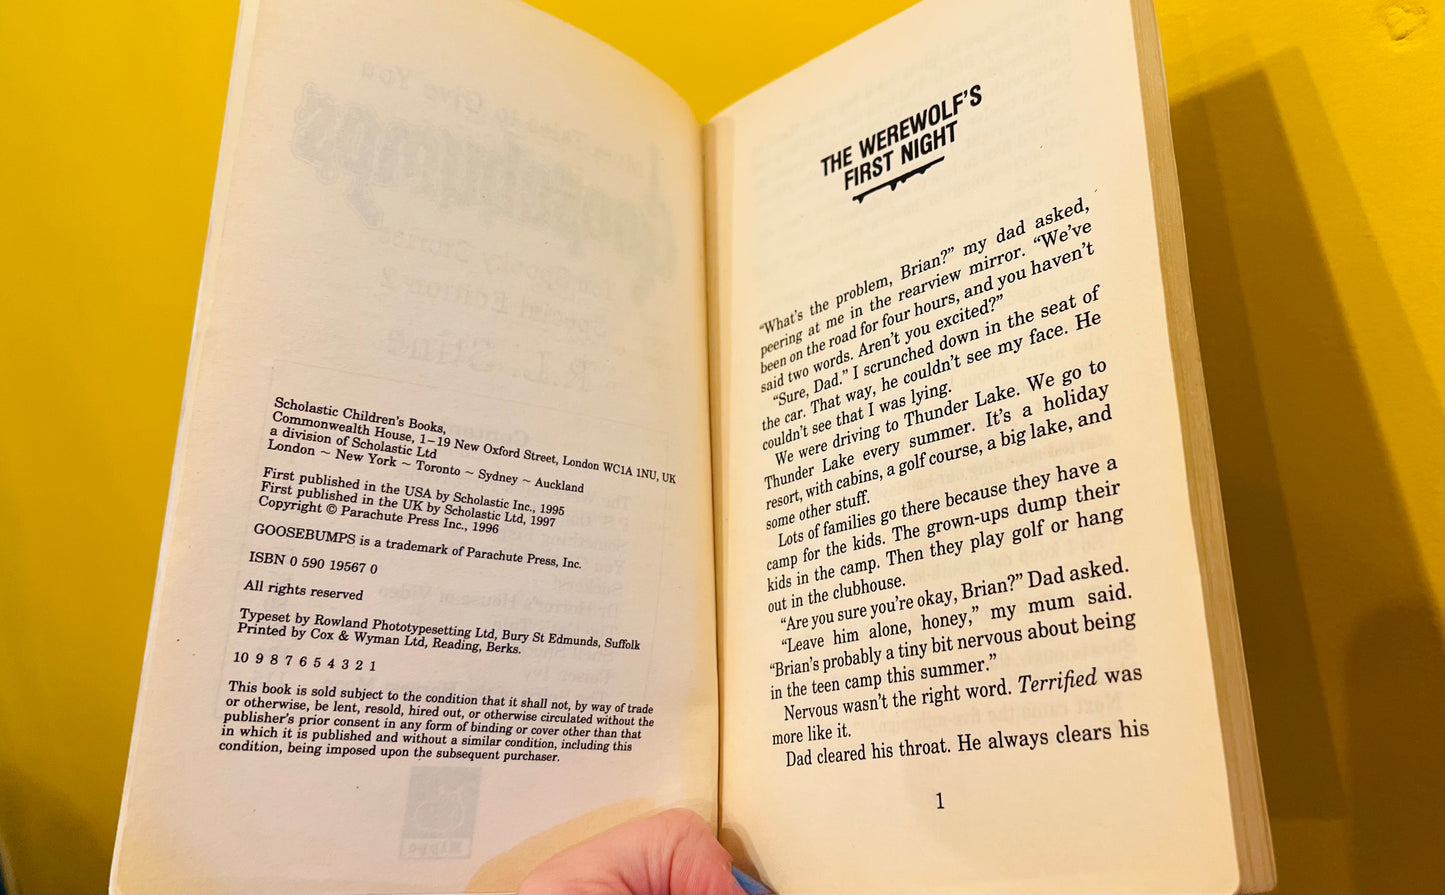 Scholastic Children's Books,
Commonwealth House, 1–19 New Oxford Street, London WC1A 1NU, UK
a division of Scholastic Ltd
London ~ New York ~ Toronto ~ Sydney ~ Auckland
First published in the USA by Scholastic Inc., 1995
First published in the UK by Scholastic Ltd, 1997
Copyright © Parachute Press Inc., 1996
GOOSEBUMPS is a trademark of Parachute Press, Inc.
ISBN 0 590 19567 0
All rights reserved
Typeset by Rowland Phototypesetting Ltd, Bury St Edmunds, Suffolk
Printed by Cox & Wyman Ltd, Reading, Berks.
10 9 8 7 6 5 4 3 2 1
This book is sold subject to the condition that it shall not, by way of trade
or otherwise, be lent, resold, hired out, or otherwise circulated without the
publisher's prior consent in any form of binding or cover other than that
in which it is published and without a similar condition, including this
condition, being imposed upon the subsequent purchaser.
THE WEREWOLF'S
FIRST NIGHT
“What's the problem, Brian?” my dad asked,
peering at me in the rearview mirror. “We've
been on the road for four hours, and you haven't
said two words. Aren't you excited?”
“Sure, Dad.” I scrunched down in the seat of
the car. That way, he couldn't see my face. He
couldn't see that I was lying.
We were driving to Thunder Lake. We go to
Thunder Lake every summer. It's a holiday
resort, with cabins, a golf course, a big lake, and
some other stuff.
Lots of families go there because they have a
camp for the kids. The grown-ups dump their
kids in the camp. Then they play golf or hang
out in the clubhouse.
“Are you sure you're okay, Brian?” Dad asked.
“Leave him alone, honey,” my mum said.
“Brian's probably a tiny bit nervous about being
in the teen camp this summer.”
Nervous wasn't the right word. Terrified was
more like it.
Dad cleared his throat. He always clears his
1